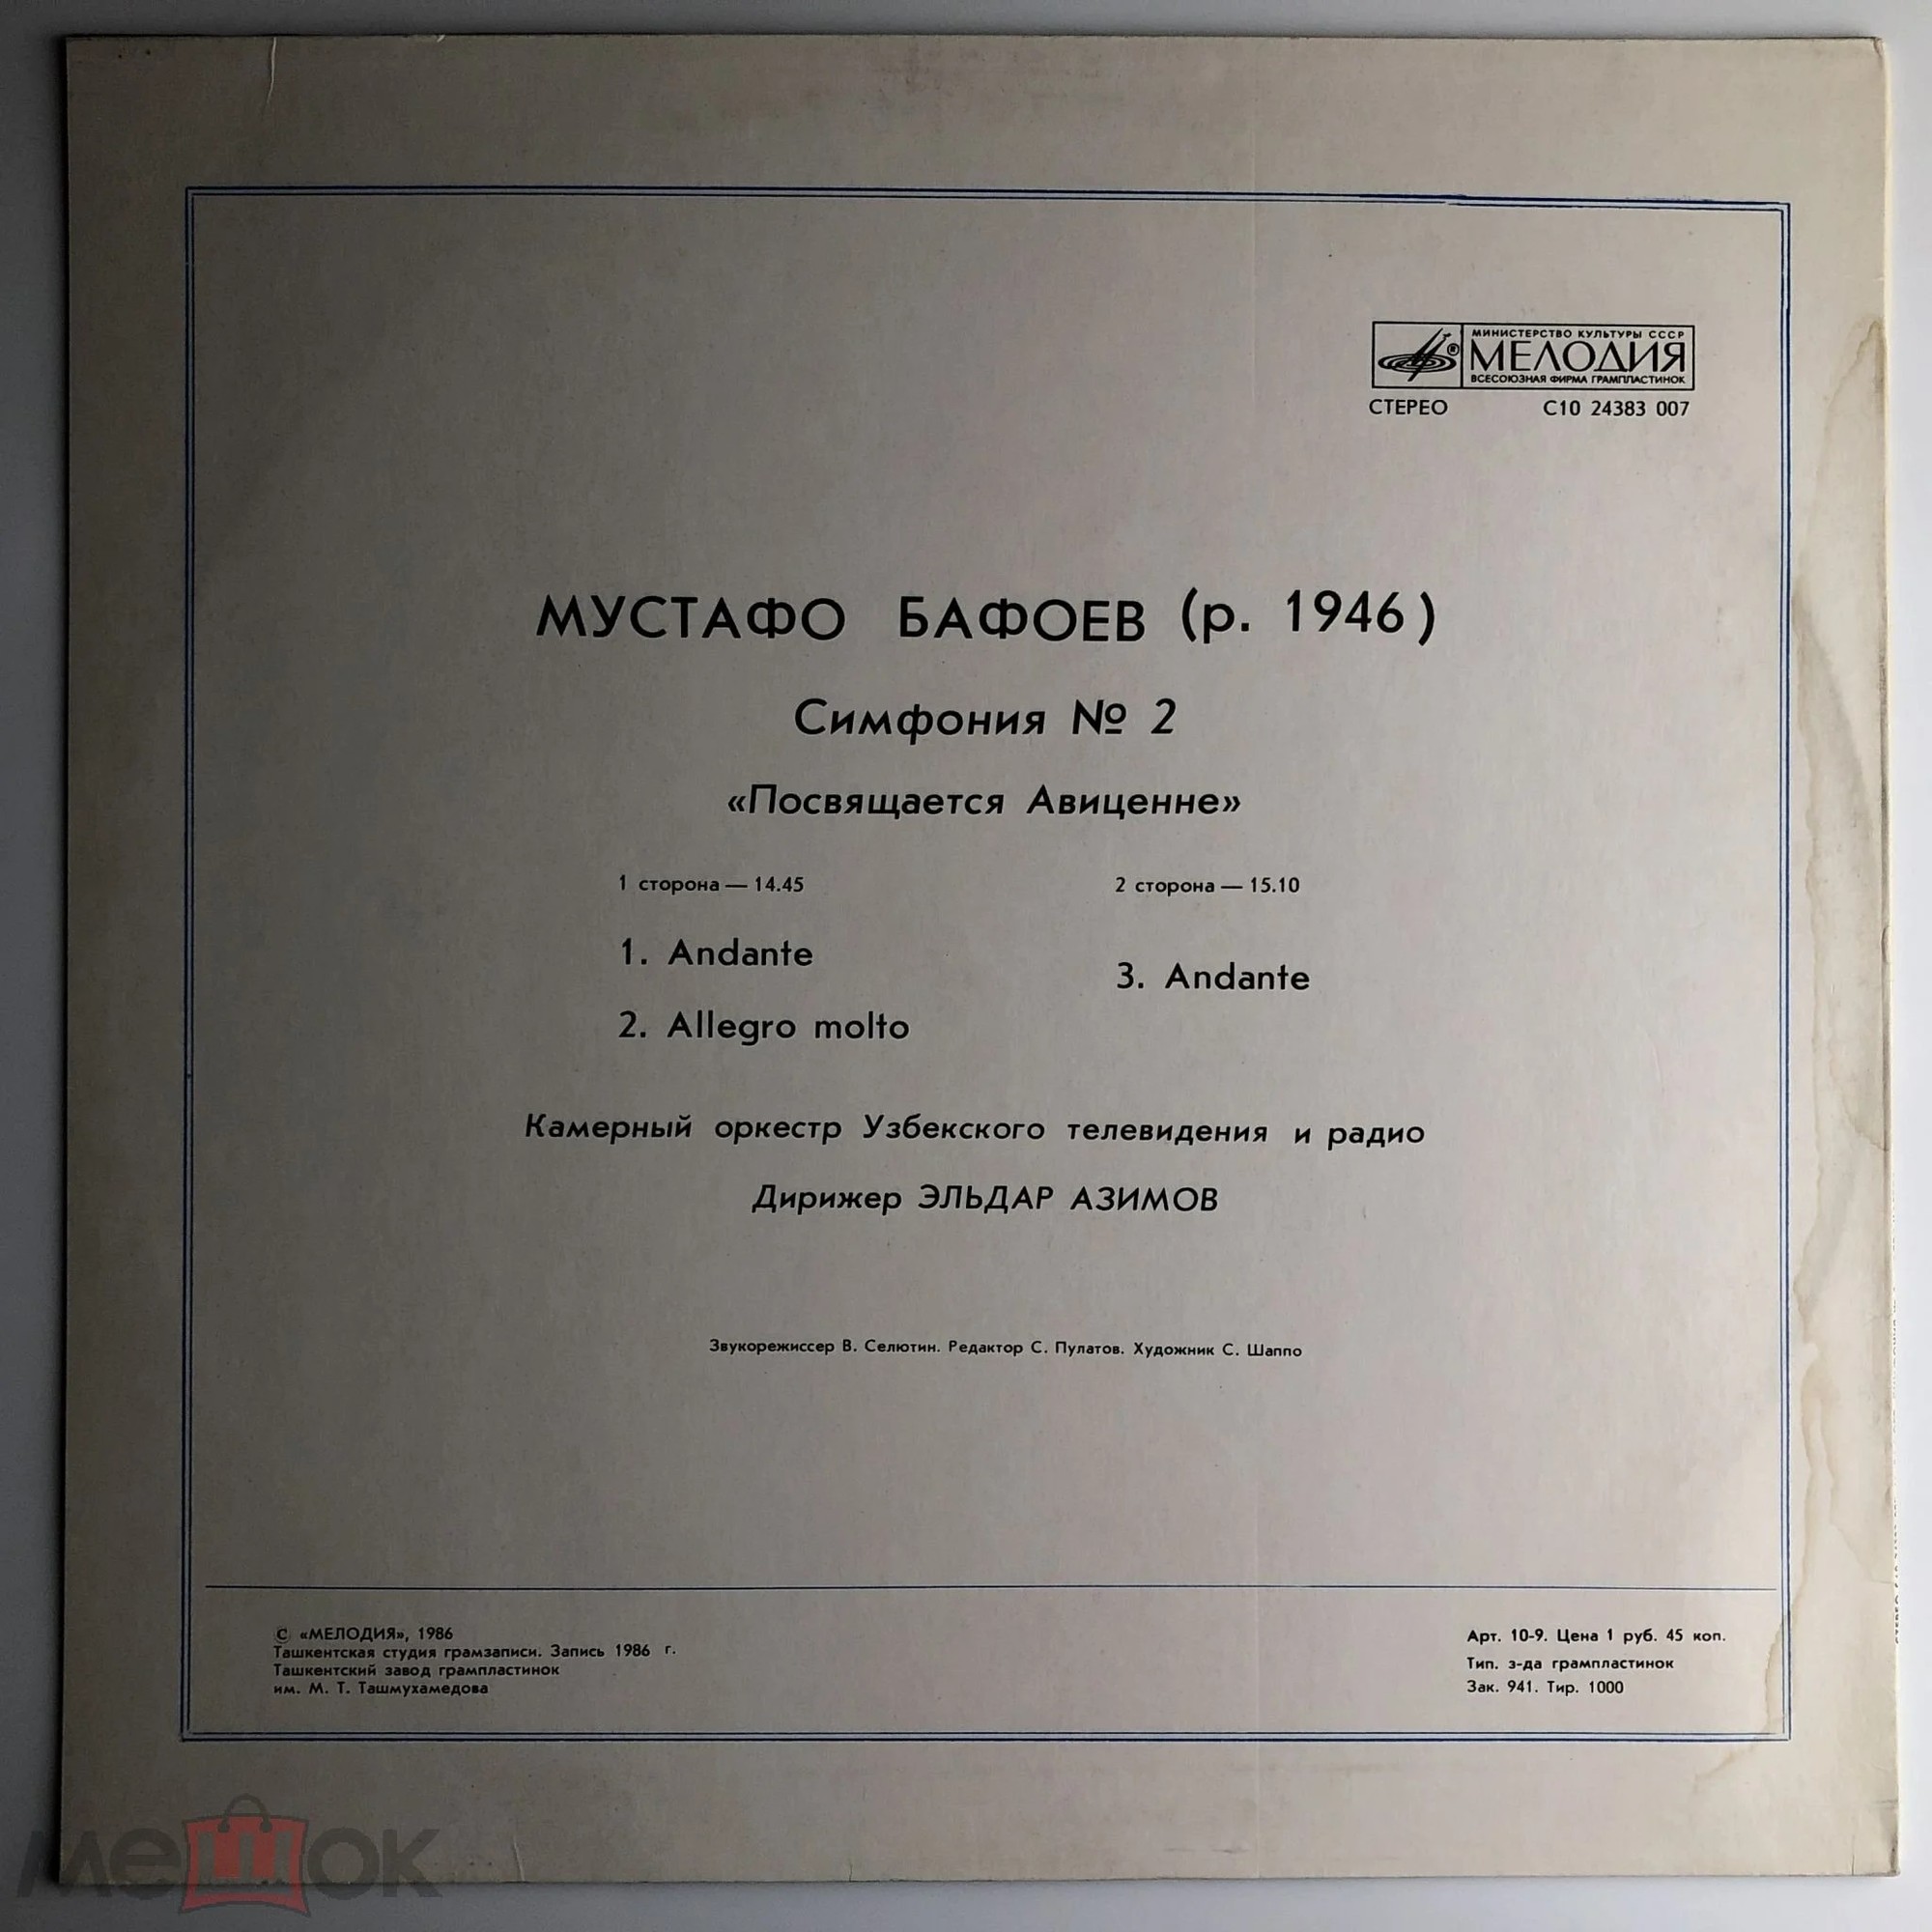 МИНИСТЕРСТВО КУЛЬТУРЫ СССР
МЕЛОДИЯ
ВСЕСОЮЗНАЯ ФИРМА ГРАМПЛАСТИНОК
СТЕРЕО С10 24383 007
МУСТАФО БАФОЕВ (р. 1946)
Симфония № 2
«Посвящается Авиценне»
1 сторона — 14.45
1. Andante
2. Allegro molto
2 сторона — 15.10
3. Andante
Камерный оркестр Узбекского телевидения и радио
Дирижер ЭЛЬДАР АЗИМОВ
Звукорежиссер В. Селютин. Редактор С. Пулатов. Художник С. Шаппо
© «МЕЛОДИЯ», 1986
Ташкентская студия грамзаписи. Запись 1986 г.
Ташкентский завод грампластинок
им. М. Т. Ташмухамедова
Арт. 10-9. Цена 1 руб. 45 коп.
Тип. з-да грампластинок
Зак. 941. Тир. 1000
мешок